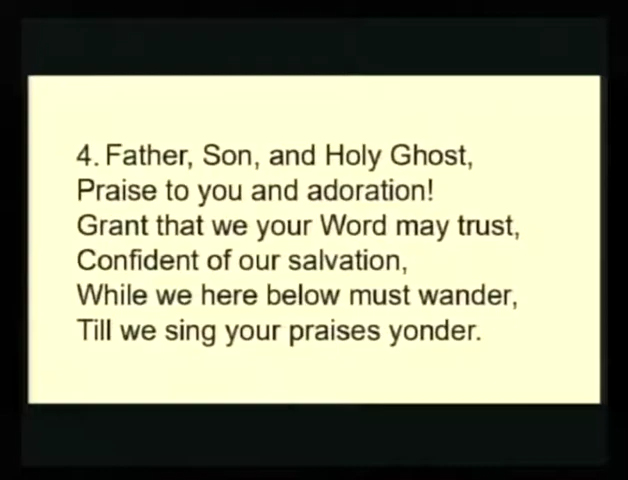 4. Father, Son, and Holy Ghost,
Praise to you and adoration!
Grant that we your Word may trust,
Confident of our salvation,
While we here below must wander,
Till we sing your praises yonder.